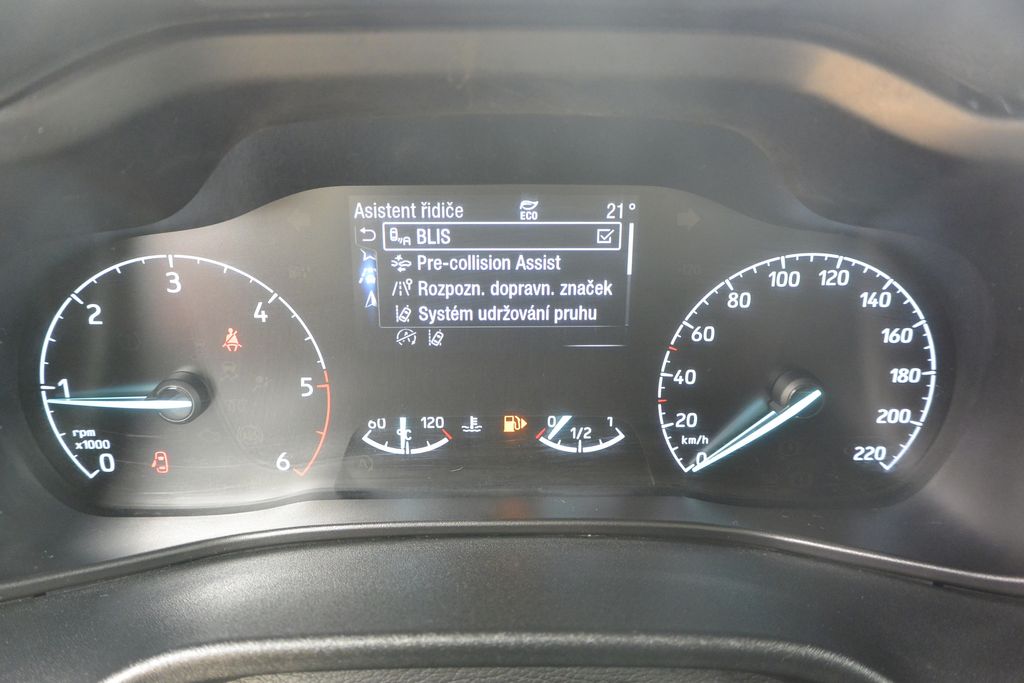 Asistent řidiče ECO 21°
BLIS
Pre-collision Assist
Rozpozn. dopravn. značek
Systém udržování pruhu
0
1
2
3
4
5
6
rpm
x1000
60 120
°C
0 1/2 1
0
20
40
60
80
100
120
140
160
180
200
220
km/h